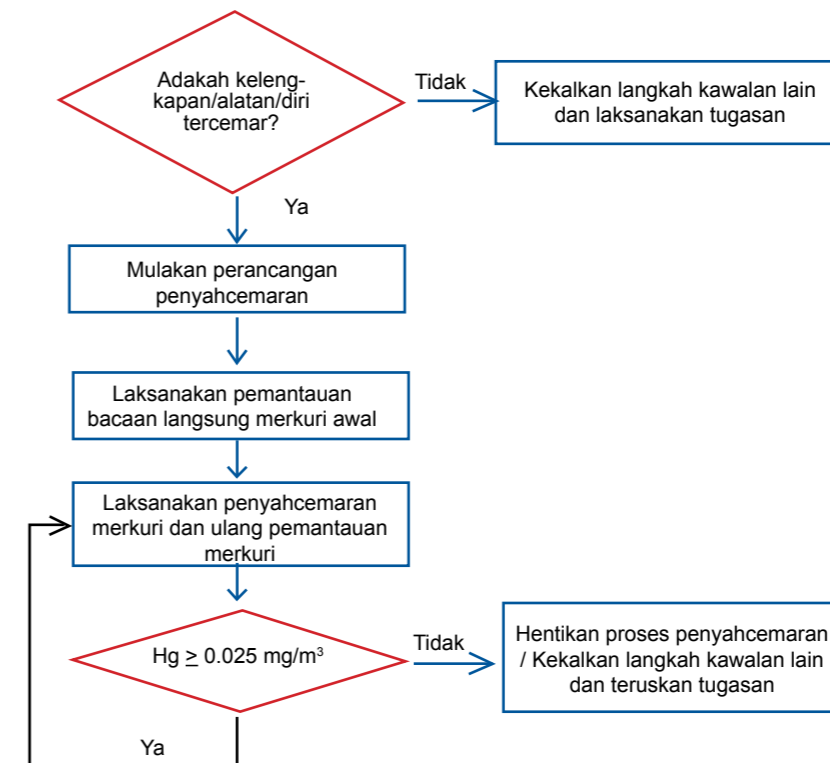 Adakah keleng-
kapan/alatan/diri
tercemar?
Tidak
Kekalkan langkah kawalan lain
dan laksanakan tugasan
Ya
Mulakan perancangan
penyahcemaran
Laksanakan pemantauan
bacaan langsung merkuri awal
Laksanakan penyahcemaran
merkuri dan ulang pemantauan
merkuri
Hg ≥ 0.025 mg/m³
Tidak
Hentikan proses penyahcemaran
/ Kekalkan langkah kawalan lain
dan teruskan tugasan
Ya